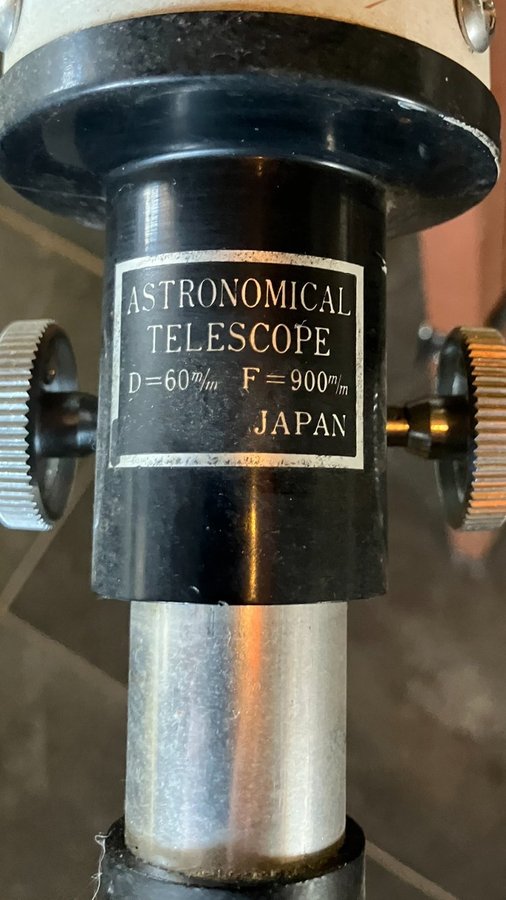 ASTRONOMICAL
TELESCOPE
D=60m/m F=900m/m
JAPAN